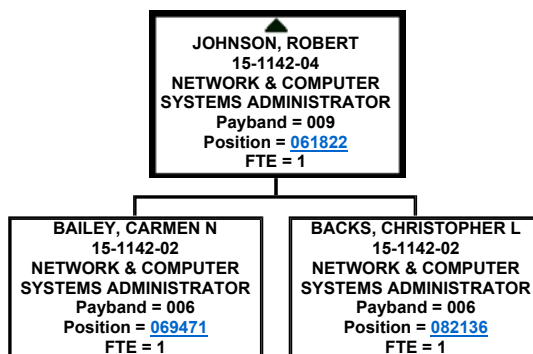 JOHNSON, ROBERT
15-1142-04
NETWORK & COMPUTER
SYSTEMS ADMINISTRATOR
Payband = 009
Position = 061822
FTE = 1
BAILEY, CARMEN N
15-1142-02
NETWORK & COMPUTER
SYSTEMS ADMINISTRATOR
Payband = 006
Position = 069471
FTE = 1
BACKS, CHRISTOPHER L
15-1142-02
NETWORK & COMPUTER
SYSTEMS ADMINISTRATOR
Payband = 006
Position = 082136
FTE = 1